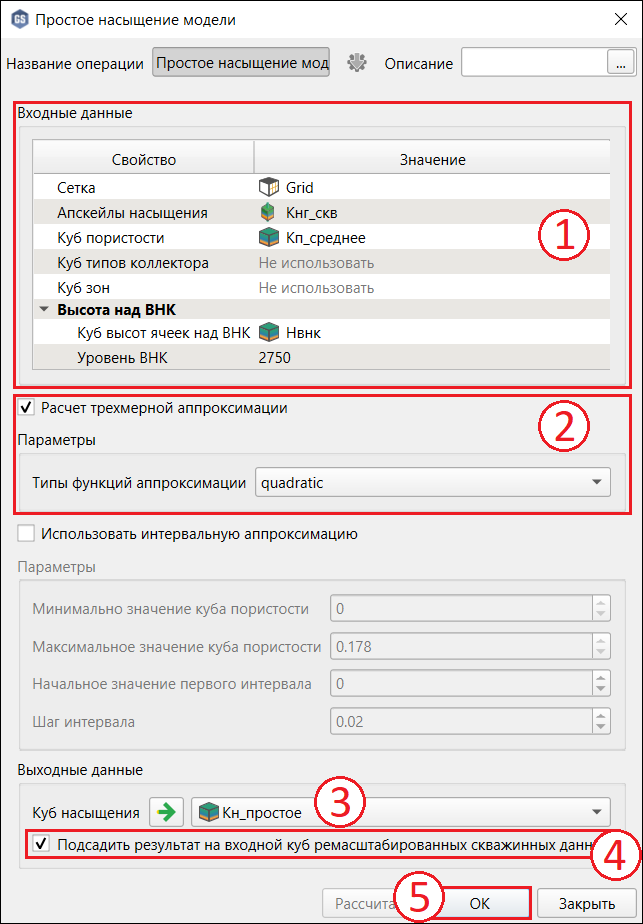 GS Простое насыщение модели
Название операции Простое насыщение мод Описание ...
Входные данные
Свойство Значение
Сетка Grid
Апскейлы насыщения Кнг_скв
Куб пористости Кп_среднее
1
Куб типов коллектора Не использовать
Куб зон Не использовать
Высота над ВНК
Куб высот ячеек над ВНК Нвнк
Уровень ВНК 2750
Расчет трехмерной аппроксимации
2
Параметры
Типы функций аппроксимации quadratic
Использовать интервальную аппроксимацию
Параметры
Минимально значение куба пористости 0
Максимальное значение куба пористости 0.178
Начальное значение первого интервала 0
Шаг интервала 0.02
Выходные данные
Куб насыщения Кн_простое 3
Подсадить результат на входной куб ремасштабированных скважинных данн 4
Рассчита 5 ОК Закрыть